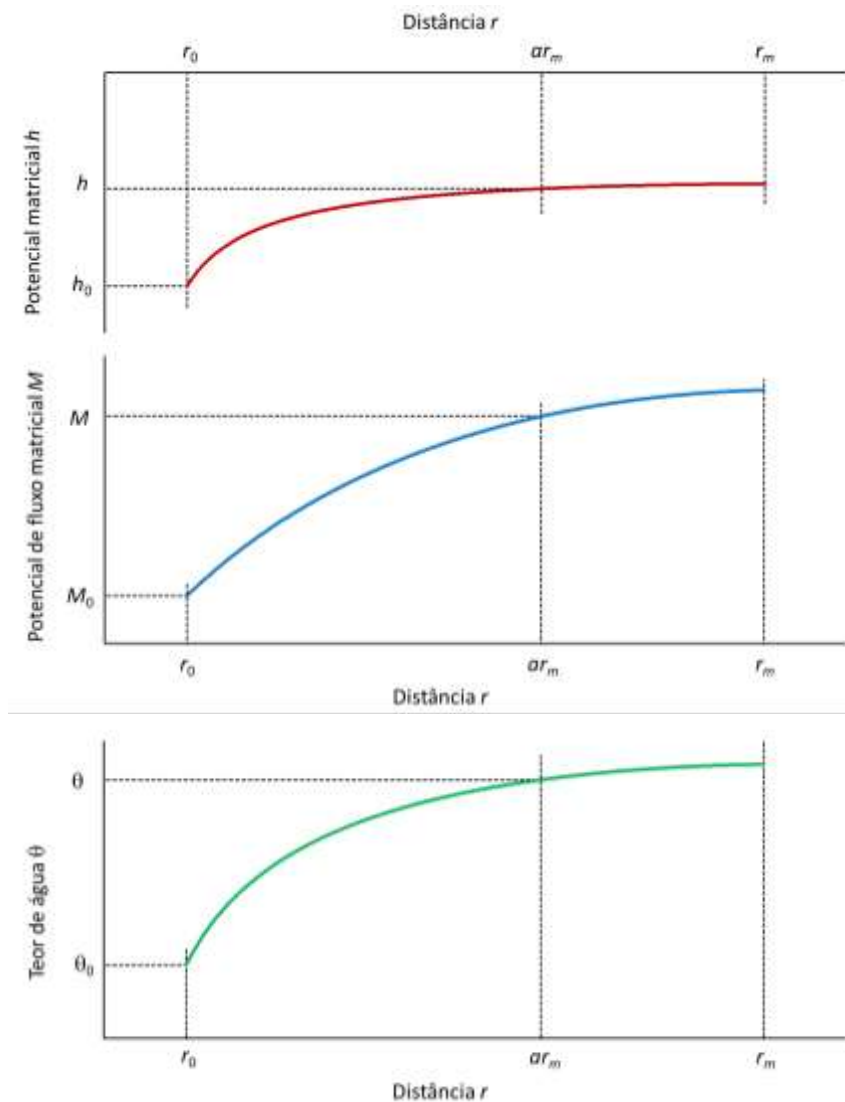 Distância r
r0 arm rm
Potencial matricial h
h
h0
Potencial de fluxo matricial M
M
M0
r0 arm rm
Distância r
Teor de água θ
θ
θ0
r0 arm rm
Distância r